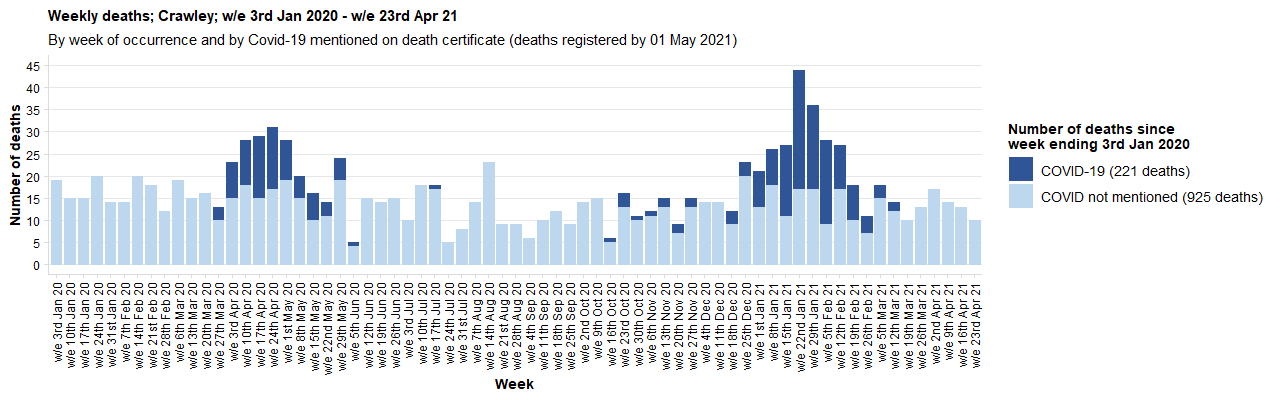 Weekly deaths; Crawley; w/e 3rd Jan 2020 - w/e 23rd Apr 21
By week of occurrence and by Covid-19 mentioned on death certificate (deaths registered by 01 May 2021)
Number of deaths
45
40
35
30
25
20
15
10
5
0
w/e 3rd Jan 20
w/e 10th Jan 20
w/e 17th Jan 20
w/e 24th Jan 20
w/e 31st Jan 20
w/e 7th Feb 20
w/e 14th Feb 20
w/e 21st Feb 20
w/e 28th Feb 20
w/e 6th Mar 20
w/e 13th Mar 20
w/e 20th Mar 20
w/e 27th Mar 20
w/e 3rd Apr 20
w/e 10th Apr 20
w/e 17th Apr 20
w/e 24th Apr 20
w/e 1st May 20
w/e 8th May 20
w/e 15th May 20
w/e 22nd May 20
w/e 29th May 20
w/e 5th Jun 20
w/e 12th Jun 20
w/e 19th Jun 20
w/e 26th Jun 20
w/e 3rd Jul 20
w/e 10th Jul 20
w/e 17th Jul 20
w/e 24th Jul 20
w/e 31st Jul 20
w/e 7th Aug 20
w/e 14th Aug 20
w/e 21st Aug 20
w/e 28th Aug 20
w/e 4th Sep 20
w/e 11th Sep 20
w/e 18th Sep 20
w/e 25th Sep 20
w/e 2nd Oct 20
w/e 9th Oct 20
w/e 16th Oct 20
w/e 23rd Oct 20
w/e 30th Oct 20
w/e 6th Nov 20
w/e 13th Nov 20
w/e 20th Nov 20
w/e 27th Nov 20
w/e 4th Dec 20
w/e 11th Dec 20
w/e 18th Dec 20
w/e 25th Dec 20
w/e 1st Jan 21
w/e 8th Jan 21
w/e 15th Jan 21
w/e 22nd Jan 21
w/e 29th Jan 21
w/e 5th Feb 21
w/e 12th Feb 21
w/e 19th Feb 21
w/e 26th Feb 21
w/e 5th Mar 21
w/e 12th Mar 21
w/e 19th Mar 21
w/e 26th Mar 21
w/e 2nd Apr 21
w/e 9th Apr 21
w/e 16th Apr 21
w/e 23rd Apr 21
Week
Number of deaths since
week ending 3rd Jan 2020
COVID-19 (221 deaths)
COVID not mentioned (925 deaths)